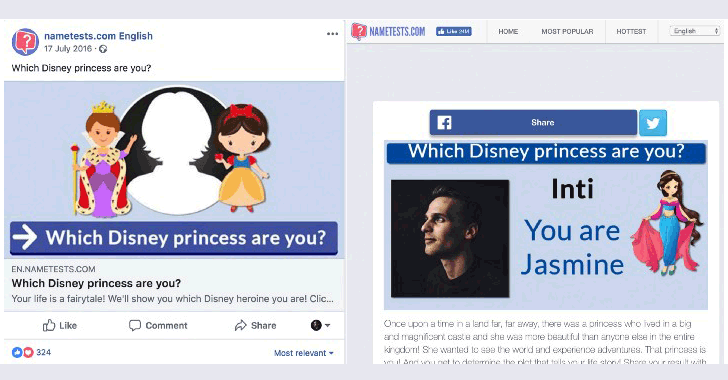 nametests.com English
17 July 2016 ·
Which Disney princess are you?
Which Disney princess are you?
EN.NAMETESTS.COM
Which Disney princess are you?
Your life is a fairytale! We'll show you which Disney heroine you are! Clic...
Like
Comment
Share
324
Most relevant
NAMETESTS.COM
Like 24M
HOME
MOST POPULAR
HOTTEST
English
Share
Which Disney princess are you?
Inti
You are
Jasmine
Once upon a time in a land far, far away, there was a princess who lived in a big
and magnificent castle and she was more beautiful than anyone else in the entire
kingdom! She wanted to see the world and experience adventures. That princess is
you! And you get to determine the plot that tells your life story! Share your result with